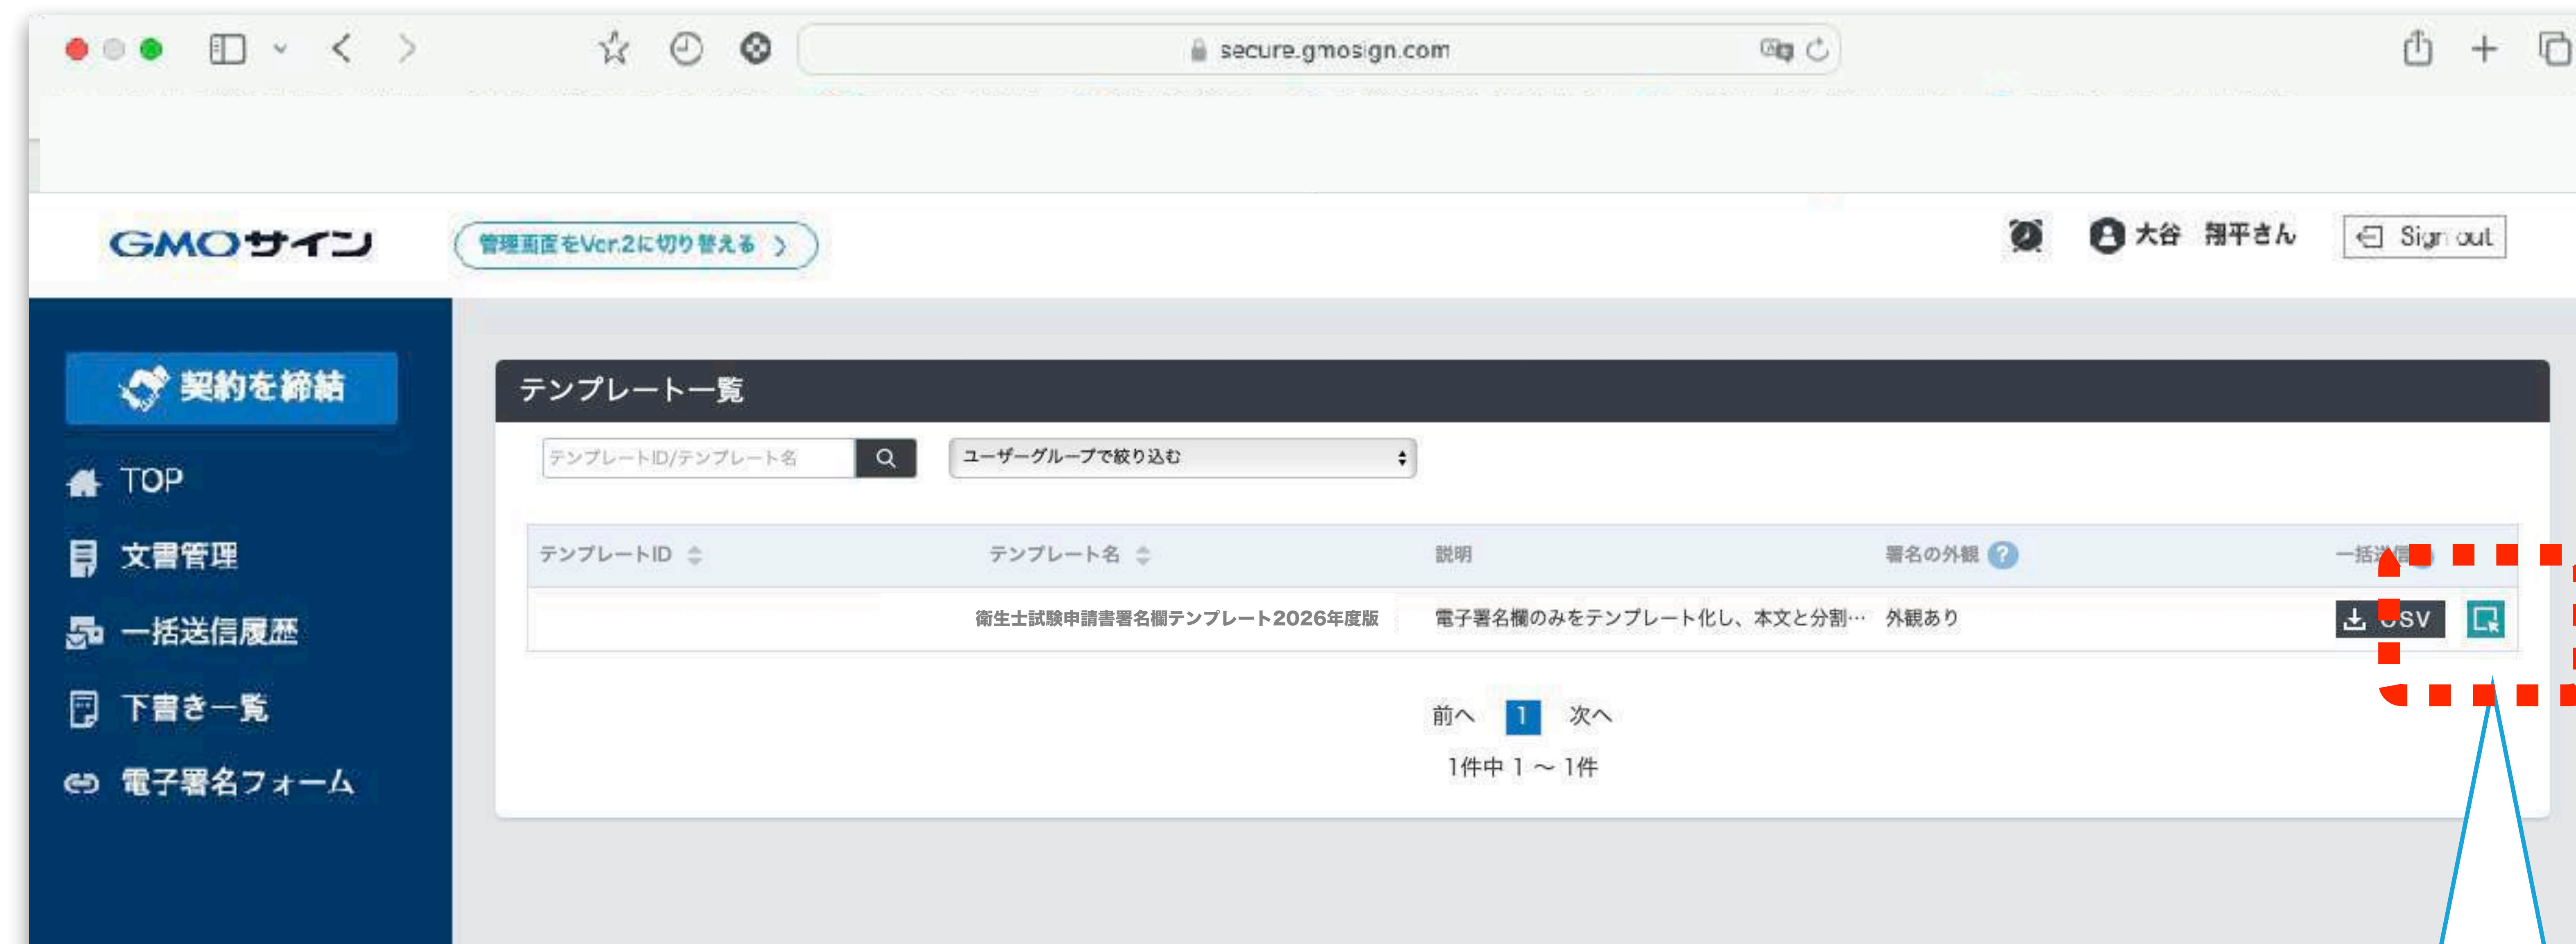 secure.gmosign.com
GMOサイン
管理画面をVer.2に切り替える
大谷 翔平さん
Sign out
契約を締結
TOP
文書管理
一括送信履歴
下書き一覧
電子署名フォーム
テンプレート一覧
テンプレートID/テンプレート名
ユーザーグループで絞り込む
テンプレートID テンプレート名 説明 署名の外観 ? 一括送信
衛生士試験申請書署名欄テンプレート2026年度版 電子署名欄のみをテンプレート化し、本文と分割… 外観あり CSV
前へ 1 次へ
1件中 1 ～ 1件